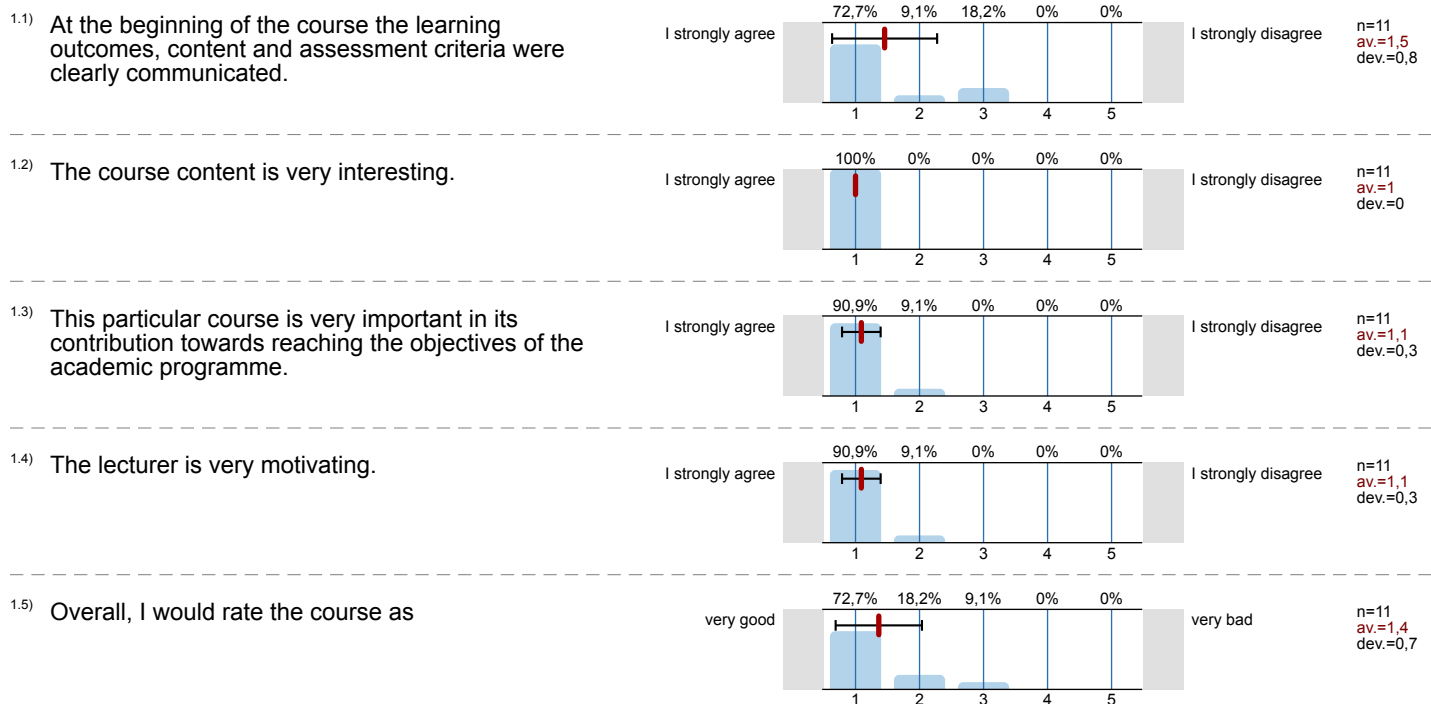 1.1) At the beginning of the course the learning
outcomes, content and assessment criteria were
clearly communicated.
72,7% 9,1% 18,2% 0% 0%
I strongly agree
I strongly disagree
1 2 3 4 5
n=11
av.=1,5
dev.=0,8
1.2) The course content is very interesting.
100% 0% 0% 0% 0%
I strongly agree
I strongly disagree
1 2 3 4 5
n=11
av.=1
dev.=0
1.3) This particular course is very important in its
contribution towards reaching the objectives of the
academic programme.
90,9% 9,1% 0% 0% 0%
I strongly agree
I strongly disagree
1 2 3 4 5
n=11
av.=1,1
dev.=0,3
1.4) The lecturer is very motivating.
90,9% 9,1% 0% 0% 0%
I strongly agree
I strongly disagree
1 2 3 4 5
n=11
av.=1,1
dev.=0,3
1.5) Overall, I would rate the course as
72,7% 18,2% 9,1% 0% 0%
very good
very bad
1 2 3 4 5
n=11
av.=1,4
dev.=0,7